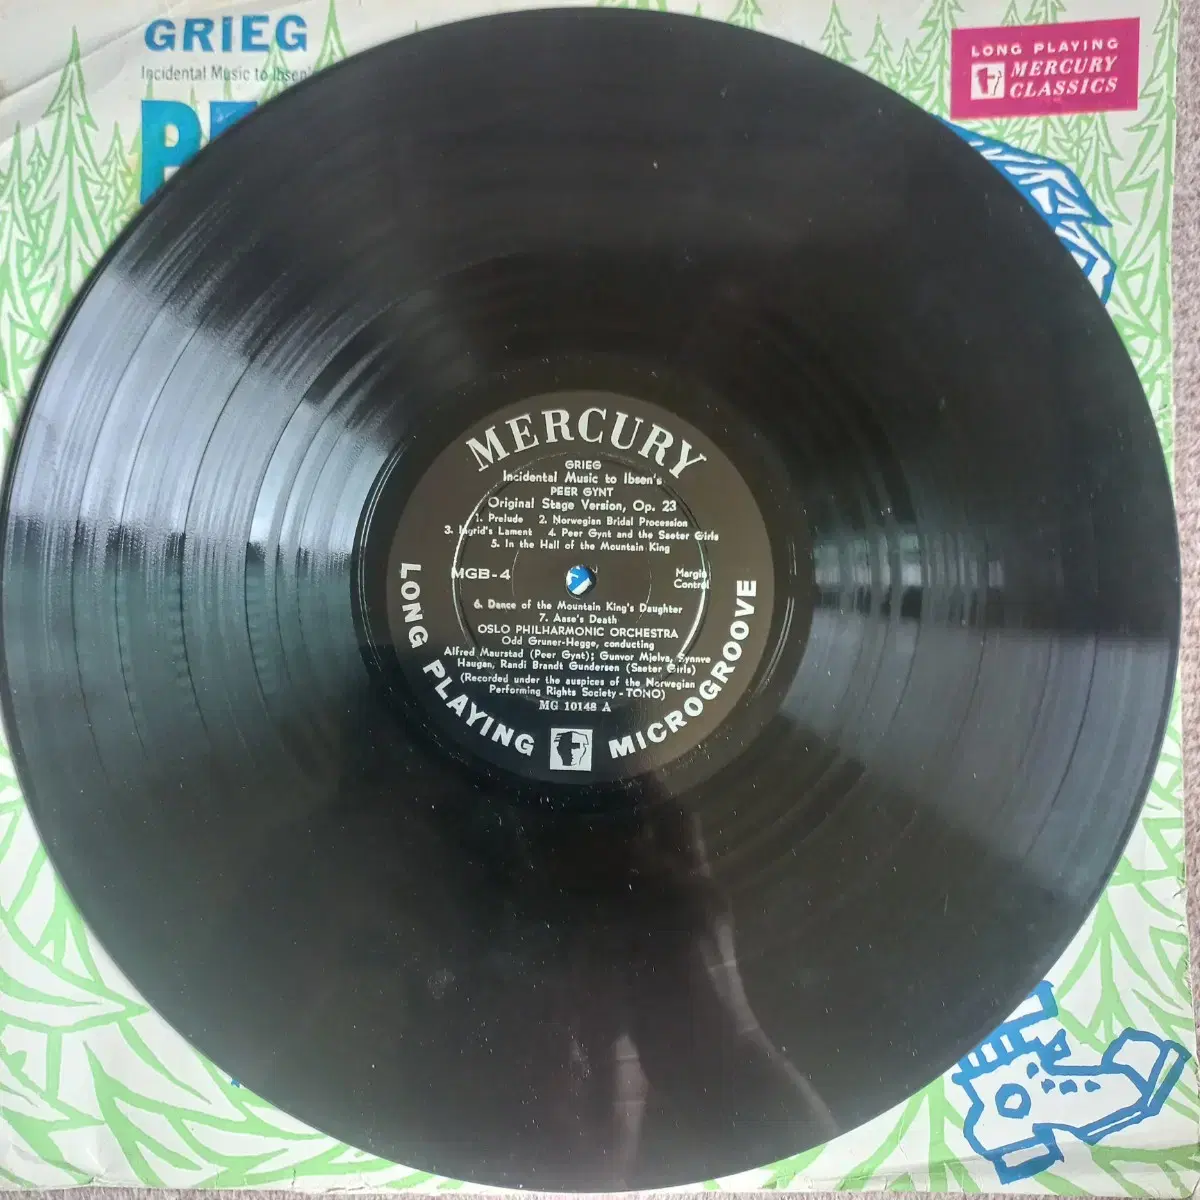 GRIEG
Incidental Music to Ibsen's
LONG PLAYING
MERCURY
CLASSICS
MERCURY
GRIEG
Incidental Music to Ibsen's
PEER GYNT
Original Stage Version, Op. 23
1. Prelude 2. Norwegian Bridal Procession
3. Ingrid's Lament 4. Peer Gynt and the Saeter Girls
5. In the Hall of the Mountain King
MGB-4
Margin
Control
6. Dance of the Mountain King's Daughter
7. Aase's Death
OSLO PHILHARMONIC ORCHESTRA
Odd Gruner-Hegge, conducting
Alfred Maurstad (Peer Gynt); Gunvor Mjelva, Synnve
Haugan, Randi Brandt Gundersen (Saeter Girls)
(Recorded under the auspices of the Norwegian
Performing Rights Society - TONO)
MG 10148 A
LONG PLAYING MICROGROOVE